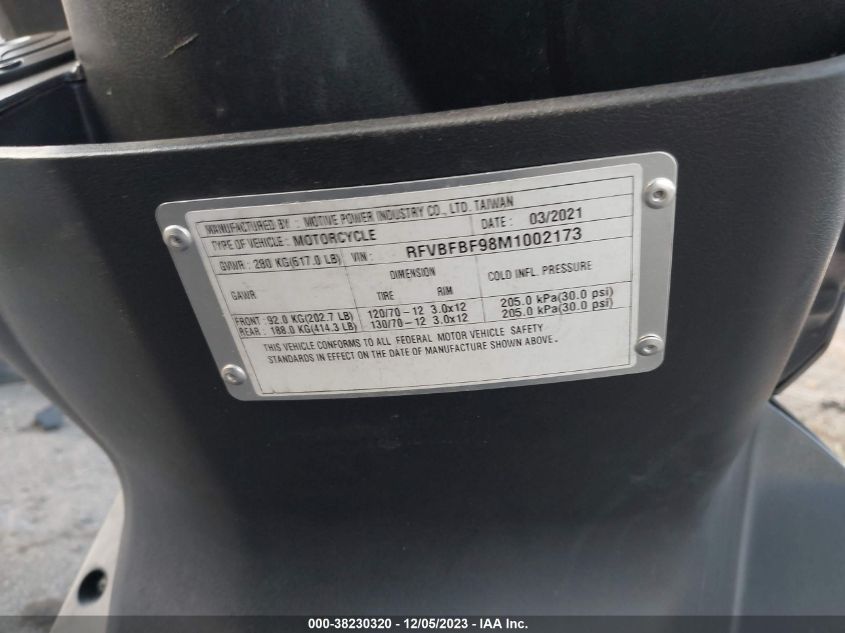 MANUFACTURED BY : MOTIVE POWER INDUSTRY CO., LTD. TAIWAN
TYPE OF VEHICLE : MOTORCYCLE DATE : 03/2021
GVWR : 280 KG(617.0 LB) VIN : RFVBFBF98M1002173
GAWR DIMENSION COLD INFL. PRESSURE
TIRE RIM
FRONT : 92.0 KG(202.7 LB) 120/70-12 3.0x12 205.0 kPa(30.0 psi)
REAR : 188.0 KG(414.3 LB) 130/70-12 3.0x12 205.0 kPa(30.0 psi)
THIS VEHICLE CONFORMS TO ALL FEDERAL MOTOR VEHICLE SAFETY
STANDARDS IN EFFECT ON THE DATE OF MANUFACTURE SHOWN ABOVE.
000-38230320 - 12/05/2023 - IAA Inc.